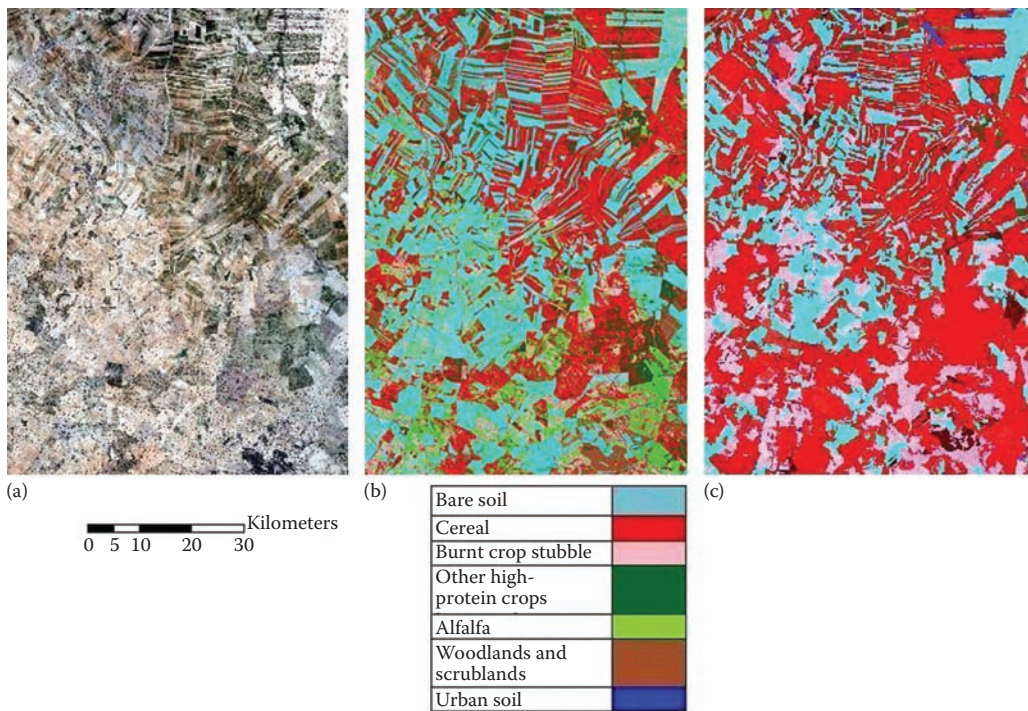 (a)
(b)
(c)
Kilometers
0 5 10 20 30
Bare soil
Cereal
Burnt crop stubble
Other high-
protein crops
Alfalfa
Woodlands and
scrublands
Urban soil